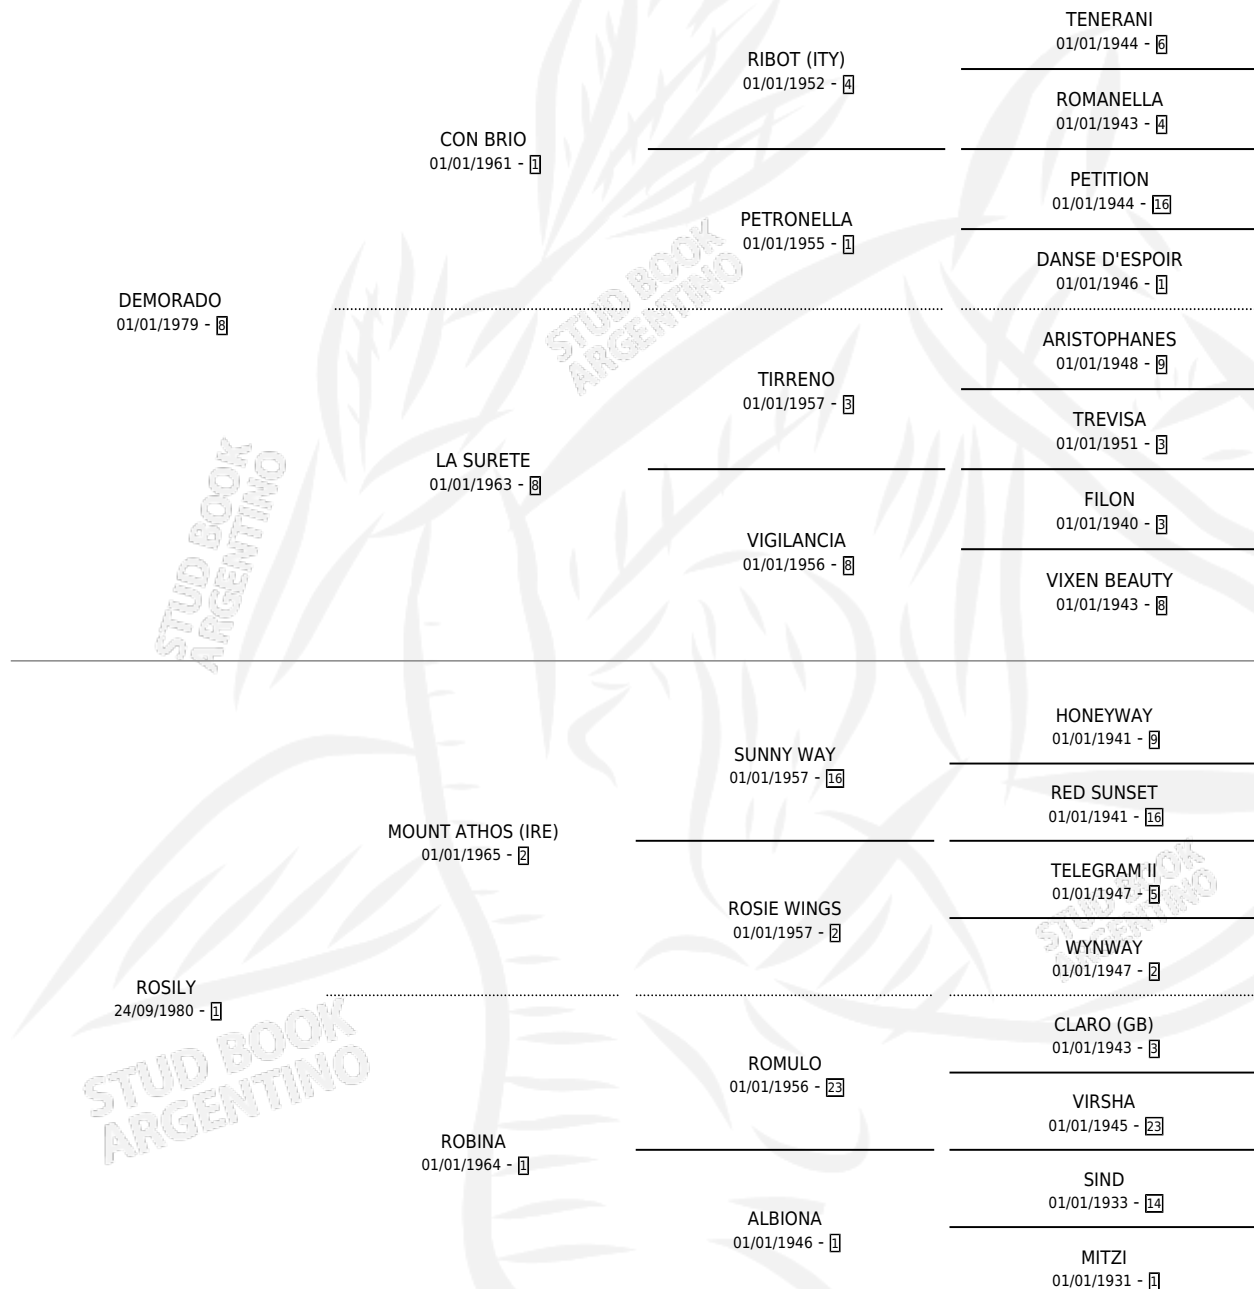 TENERANI
01/01/1944 - 6
RIBOT (ITY)
01/01/1952 - 4
ROMANELLA
01/01/1943 - 4
CON BRIO
01/01/1961 - 1
PETITION
01/01/1944 - 16
PETRONELLA
01/01/1955 - 1
DANSE D'ESPOIR
01/01/1946 - 1
DEMORADO
01/01/1979 - 8
STUD BOOK
ARGENTINO
ARISTOPHANES
01/01/1948 - 9
TIRRENO
01/01/1957 - 3
TREVISA
01/01/1951 - 3
LA SURETE
01/01/1963 - 8
FILON
01/01/1940 - 3
VIGILANCIA
01/01/1956 - 8
VIXEN BEAUTY
01/01/1943 - 8
STUD BOOK
ARGENTINO
HONEYWAY
01/01/1941 - 9
SUNNY WAY
01/01/1957 - 16
RED SUNSET
01/01/1941 - 16
MOUNT ATHOS (IRE)
01/01/1965 - 2
TELEGRAM II
01/01/1947 - 5
ROSIE WINGS
01/01/1957 - 2
WYNWAY
01/01/1947 - 2
STUD BOOK
ARGENTINO
ROSILY
24/09/1980 - 1
CLARO (GB)
01/01/1943 - 3
ROMULO
01/01/1956 - 23
VIRSHA
01/01/1945 - 23
STUD BOOK
ARGENTINO
ROBINA
01/01/1964 - 1
SIND
01/01/1933 - 14
ALBIONA
01/01/1946 - 1
MITZI
01/01/1931 - 1